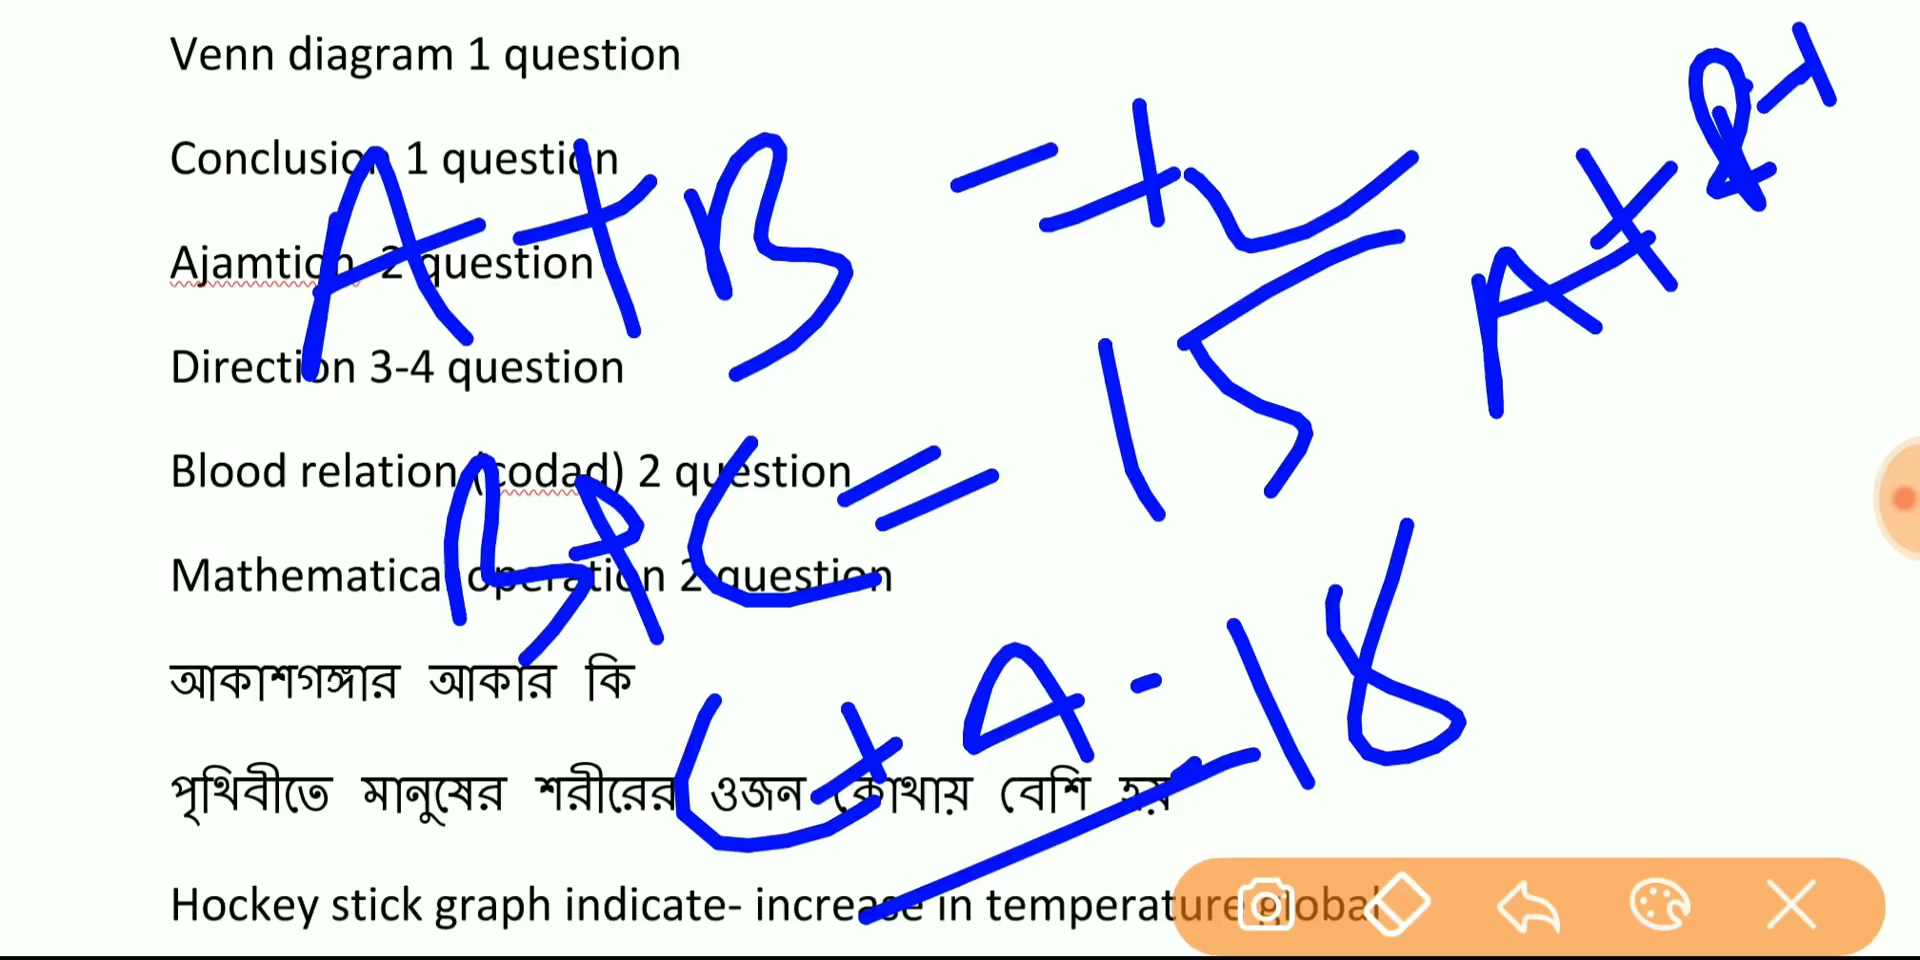 Venn diagram 1 question
Conclusion 1 question
Ajamtion 2 question
Direction 3-4 question
Blood relation (codad) 2 question
Mathematical operation 2 question
আকাশগঙ্গার আকার কি
পৃথিবীতে মানুষের শরীরের ওজন কোথায় বেশি হয়
Hockey stick graph indicate- increase in temperature global
A+B
15
C+A=18